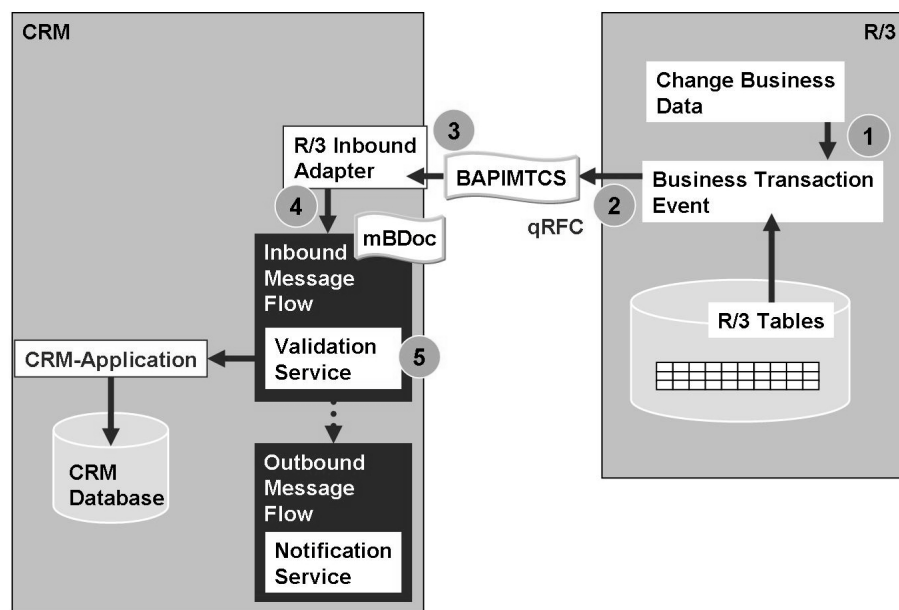 CRM
R/3
Change Business
Data
1
3
R/3 Inbound
Adapter
BAPIMTCS
Business Transaction
Event
2
qRFC
4
mBDoc
Inbound
Message
Flow
R/3 Tables
Validation
Service
5
CRM-Application
CRM
Database
Outbound
Message
Flow
Notification
Service